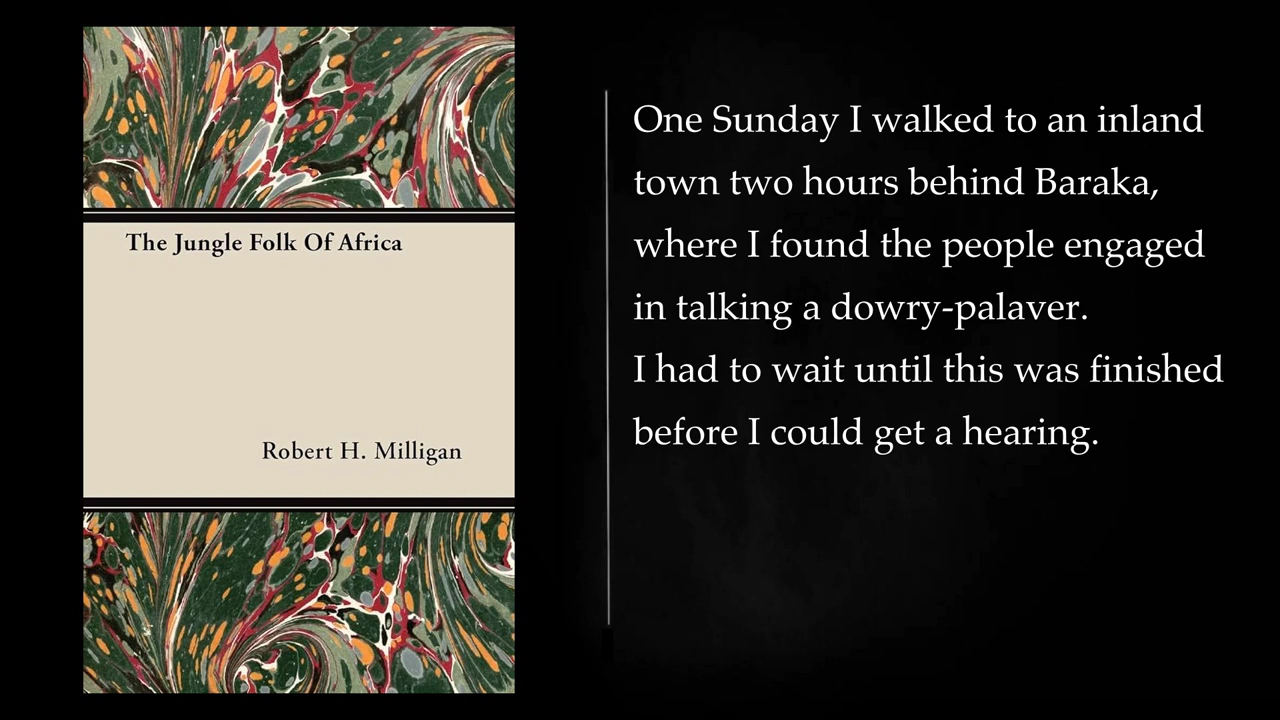 The Jungle Folk Of Africa
Robert H. Milligan
One Sunday I walked to an inland
town two hours behind Baraka,
where I found the people engaged
in talking a dowry-palaver.
I had to wait until this was finished
before I could get a hearing.